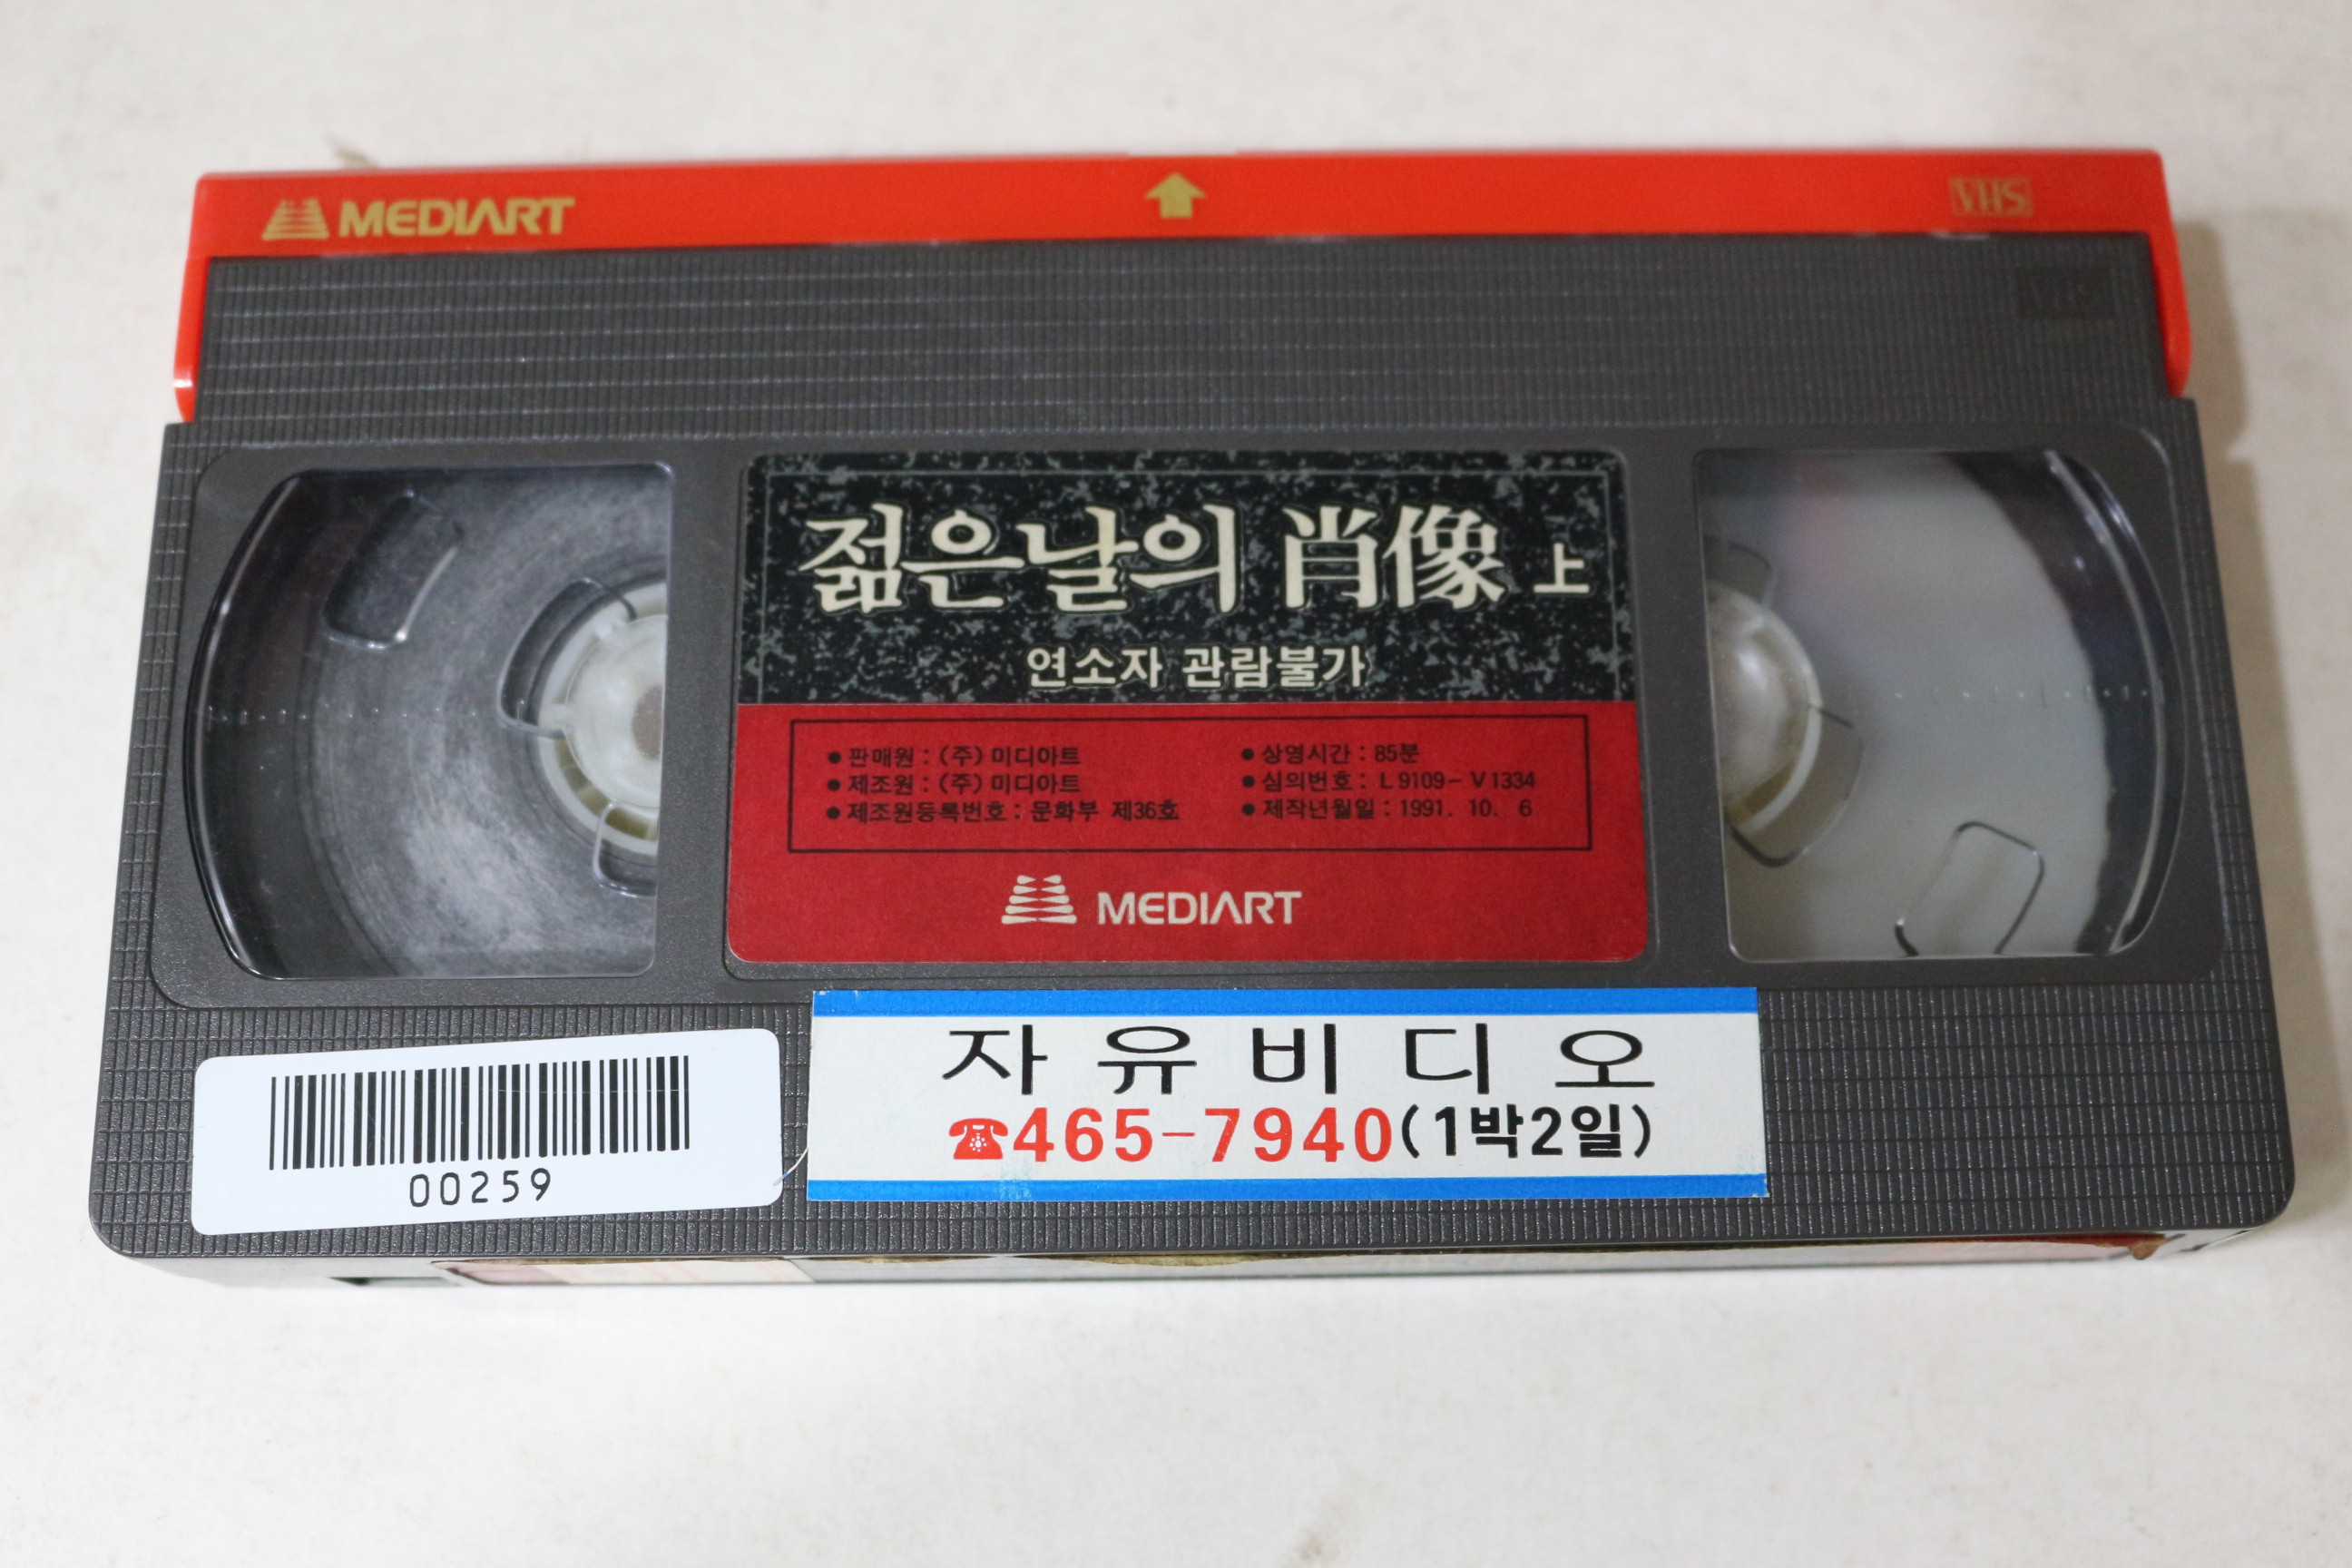 MEDIART
VHS
젊은날의 肖像 上
연소자 관람불가
● 판매원 : (주) 미디아트
● 제조원 : (주) 미디아트
● 제조원등록번호 : 문화부 제36호
● 상영시간 : 85분
● 심의번호 : L 9109 - V 1334
● 제작년월일 : 1991. 10. 6
MEDIART
자유비디오
☎465-7940(1박2일)
00259